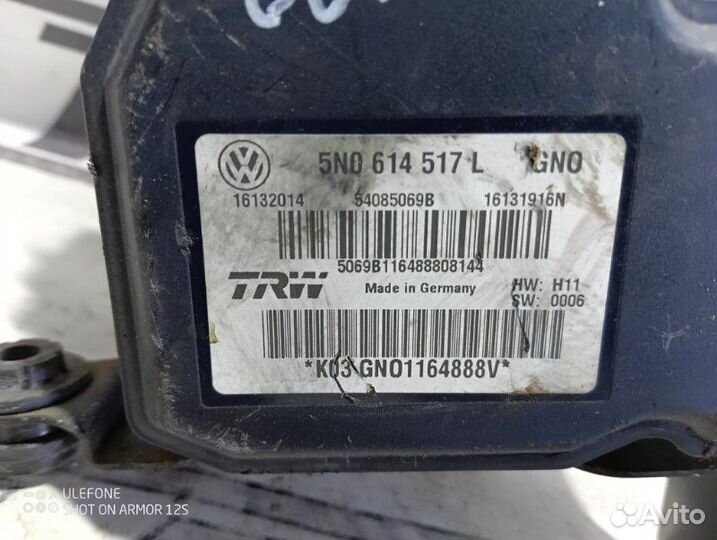 5N0 614 517 L GNO
16132014 54085069B 16131916N
5069B116488808144
TRW Made in Germany HW: H11
SW: 0006
*K03-GNO1164888V*
ULEFONE
SHOT ON ARMOR 12S
Avito